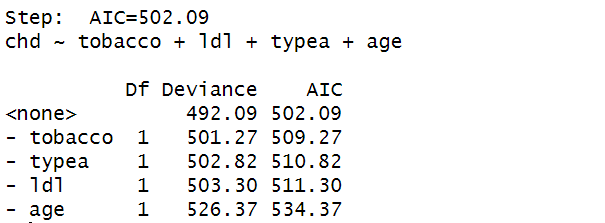 Step:  AIC=502.09
chd ~ tobacco + ldl + typea + age
Df Deviance    AIC
<none>         492.09 502.09
- tobacco  1   501.27 509.27
- typea    1   502.82 510.82
- ldl      1   503.30 511.30
- age      1   526.37 534.37